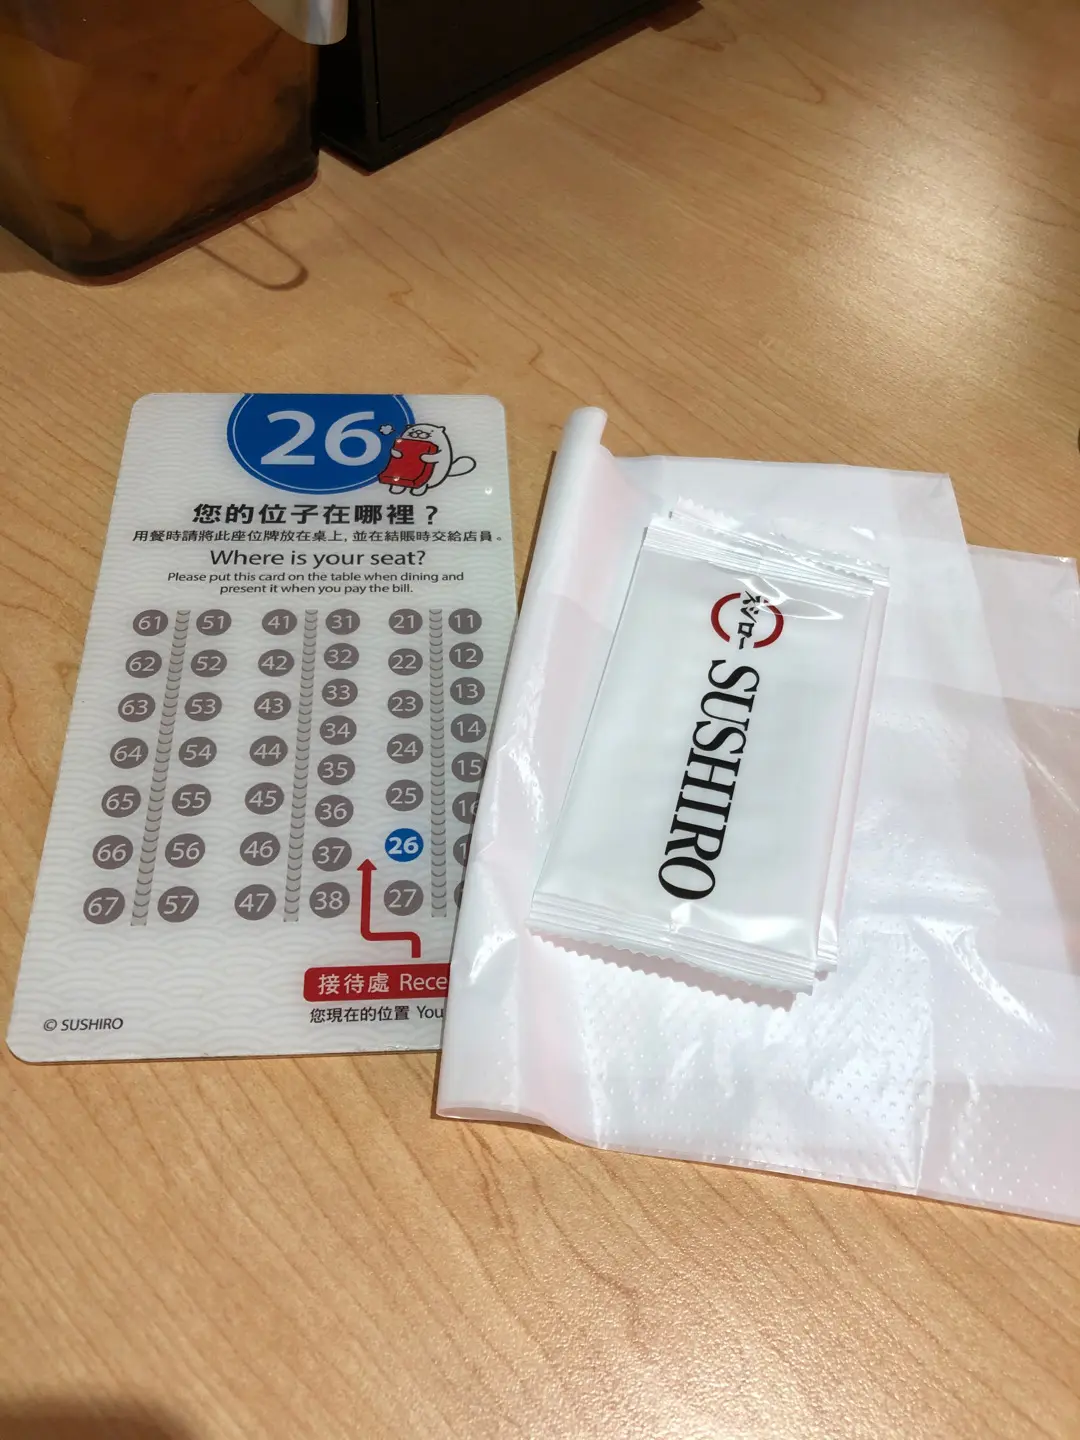 26
您的位子在哪裡？
用餐時請將此座位牌放在桌上, 並在結賬時交給店員。
Where is your seat?
Please put this card on the table when dining and
present it when you pay the bill.
61 51 41 31 21 11
62 52 42 32 22 12
63 53 43 33 23 13
64 54 44 34 24 14
65 55 45 35 25 15
66 56 46 36 26 16
67 57 47 37 27
38
接待處
您現在的位置 You
© SUSHIRO
スシロー
SUSHIRO